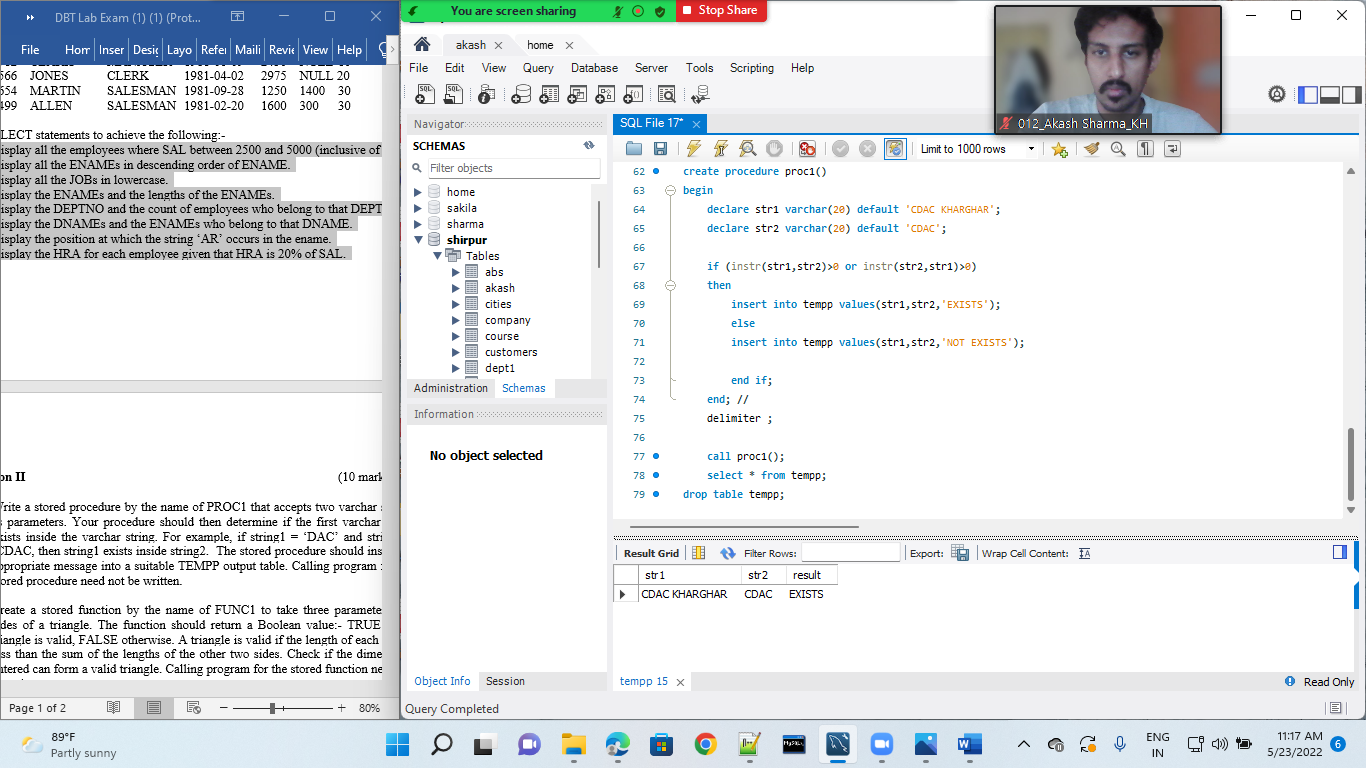 DBT Lab Exam (1) (1) (Prot...
File Hor Inser Desig Layo Refer Maili Revie View Help
566 JONES CLERK 1981-04-02 2975 NULL 20
554 MARTIN SALESMAN 1981-09-28 1250 1400 30
499 ALLEN SALESMAN 1981-02-20 1600 300 30
LECT statements to achieve the following:-
isplay all the employees where SAL between 2500 and 5000 (inclusive of
isplay all the ENAMEs in descending order of ENAME.
isplay all the JOBs in lowercase.
isplay the ENAMEs and the lengths of the ENAMEs.
isplay the DEPTNO and the count of employees who belong to that DEPT
isplay the DNAMEs and the ENAMEs who belong to that DNAME.
isplay the position at which the string ‘AR’ occurs in the ename.
isplay the HRA for each employee given that HRA is 20% of SAL.
on II (10 mark
Write a stored procedure by the name of PROC1 that accepts two varchar s
s parameters. Your procedure should then determine if the first varchar
xists inside the varchar string. For example, if string1 = ‘DAC’ and stri
CDAC, then string1 exists inside string2. The stored procedure should ins
ppropriate message into a suitable TEMPP output table. Calling program
ored procedure need not be written.
reate a stored function by the name of FUNC1 to take three paramete
des of a triangle. The function should return a Boolean value:- TRUE
iangle is valid, FALSE otherwise. A triangle is valid if the length of each
ss than the sum of the lengths of the other two sides. Check if the dime
ntered can form a valid triangle. Calling program for the stored function ne
Page 1 of 2 80%
You are screen sharing Stop Share
akash home
File Edit View Query Database Server Tools Scripting Help
Navigator
SCHEMAS
Filter objects
home
sakila
sharma
shirpur
Tables
abs
akash
cities
company
course
customers
dept1
Administration Schemas
Information
No object selected
Object Info Session
Query Completed
012_Akash Sharma_KH
SQL File 17*
Limit to 1000 rows
62 create procedure proc1()
63 begin
64 declare str1 varchar(20) default 'CDAC KHARGHAR';
65 declare str2 varchar(20) default 'CDAC';
66
67 if (instr(str1,str2)>0 or instr(str2,str1)>0)
68 then
69 insert into tempp values(str1,str2,'EXISTS');
70 else
71 insert into tempp values(str1,str2,'NOT EXISTS');
72
73 end if;
74 end; //
75 delimiter ;
76
77 call proc1();
78 select * from tempp;
79 drop table tempp;
Result Grid Filter Rows: Export: Wrap Cell Content:
str1 str2 result
CDAC KHARGHAR CDAC EXISTS
tempp 15
Read Only
89°F
Partly sunny
ENG
IN
11:17 AM
5/23/2022
6